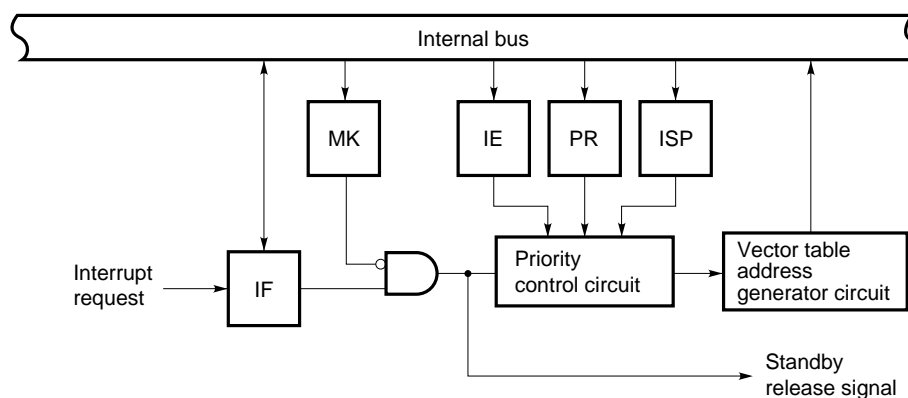 Internal bus
MK
IE
PR
ISP
Interrupt
request
IF
Priority
control circuit
Vector table
address
generator circuit
Standby
release signal